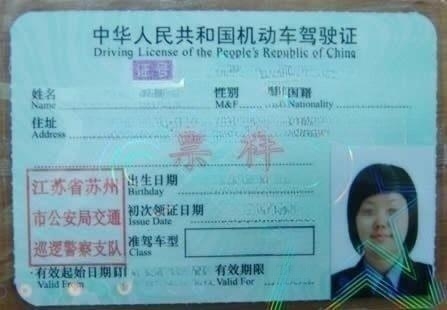 中华人民共和国机动车驾驶证
Driving License of the People's Republic of China
证号
姓名 性别 国籍
Name M&F Nationality
住址
Address
票样
江苏省苏州
市公安局交通
巡逻警察支队
出生日期
Birthday
初次领证日期
Issue Date
准驾车型
Class
有效起始日期 有效期限
Valid From Valid For